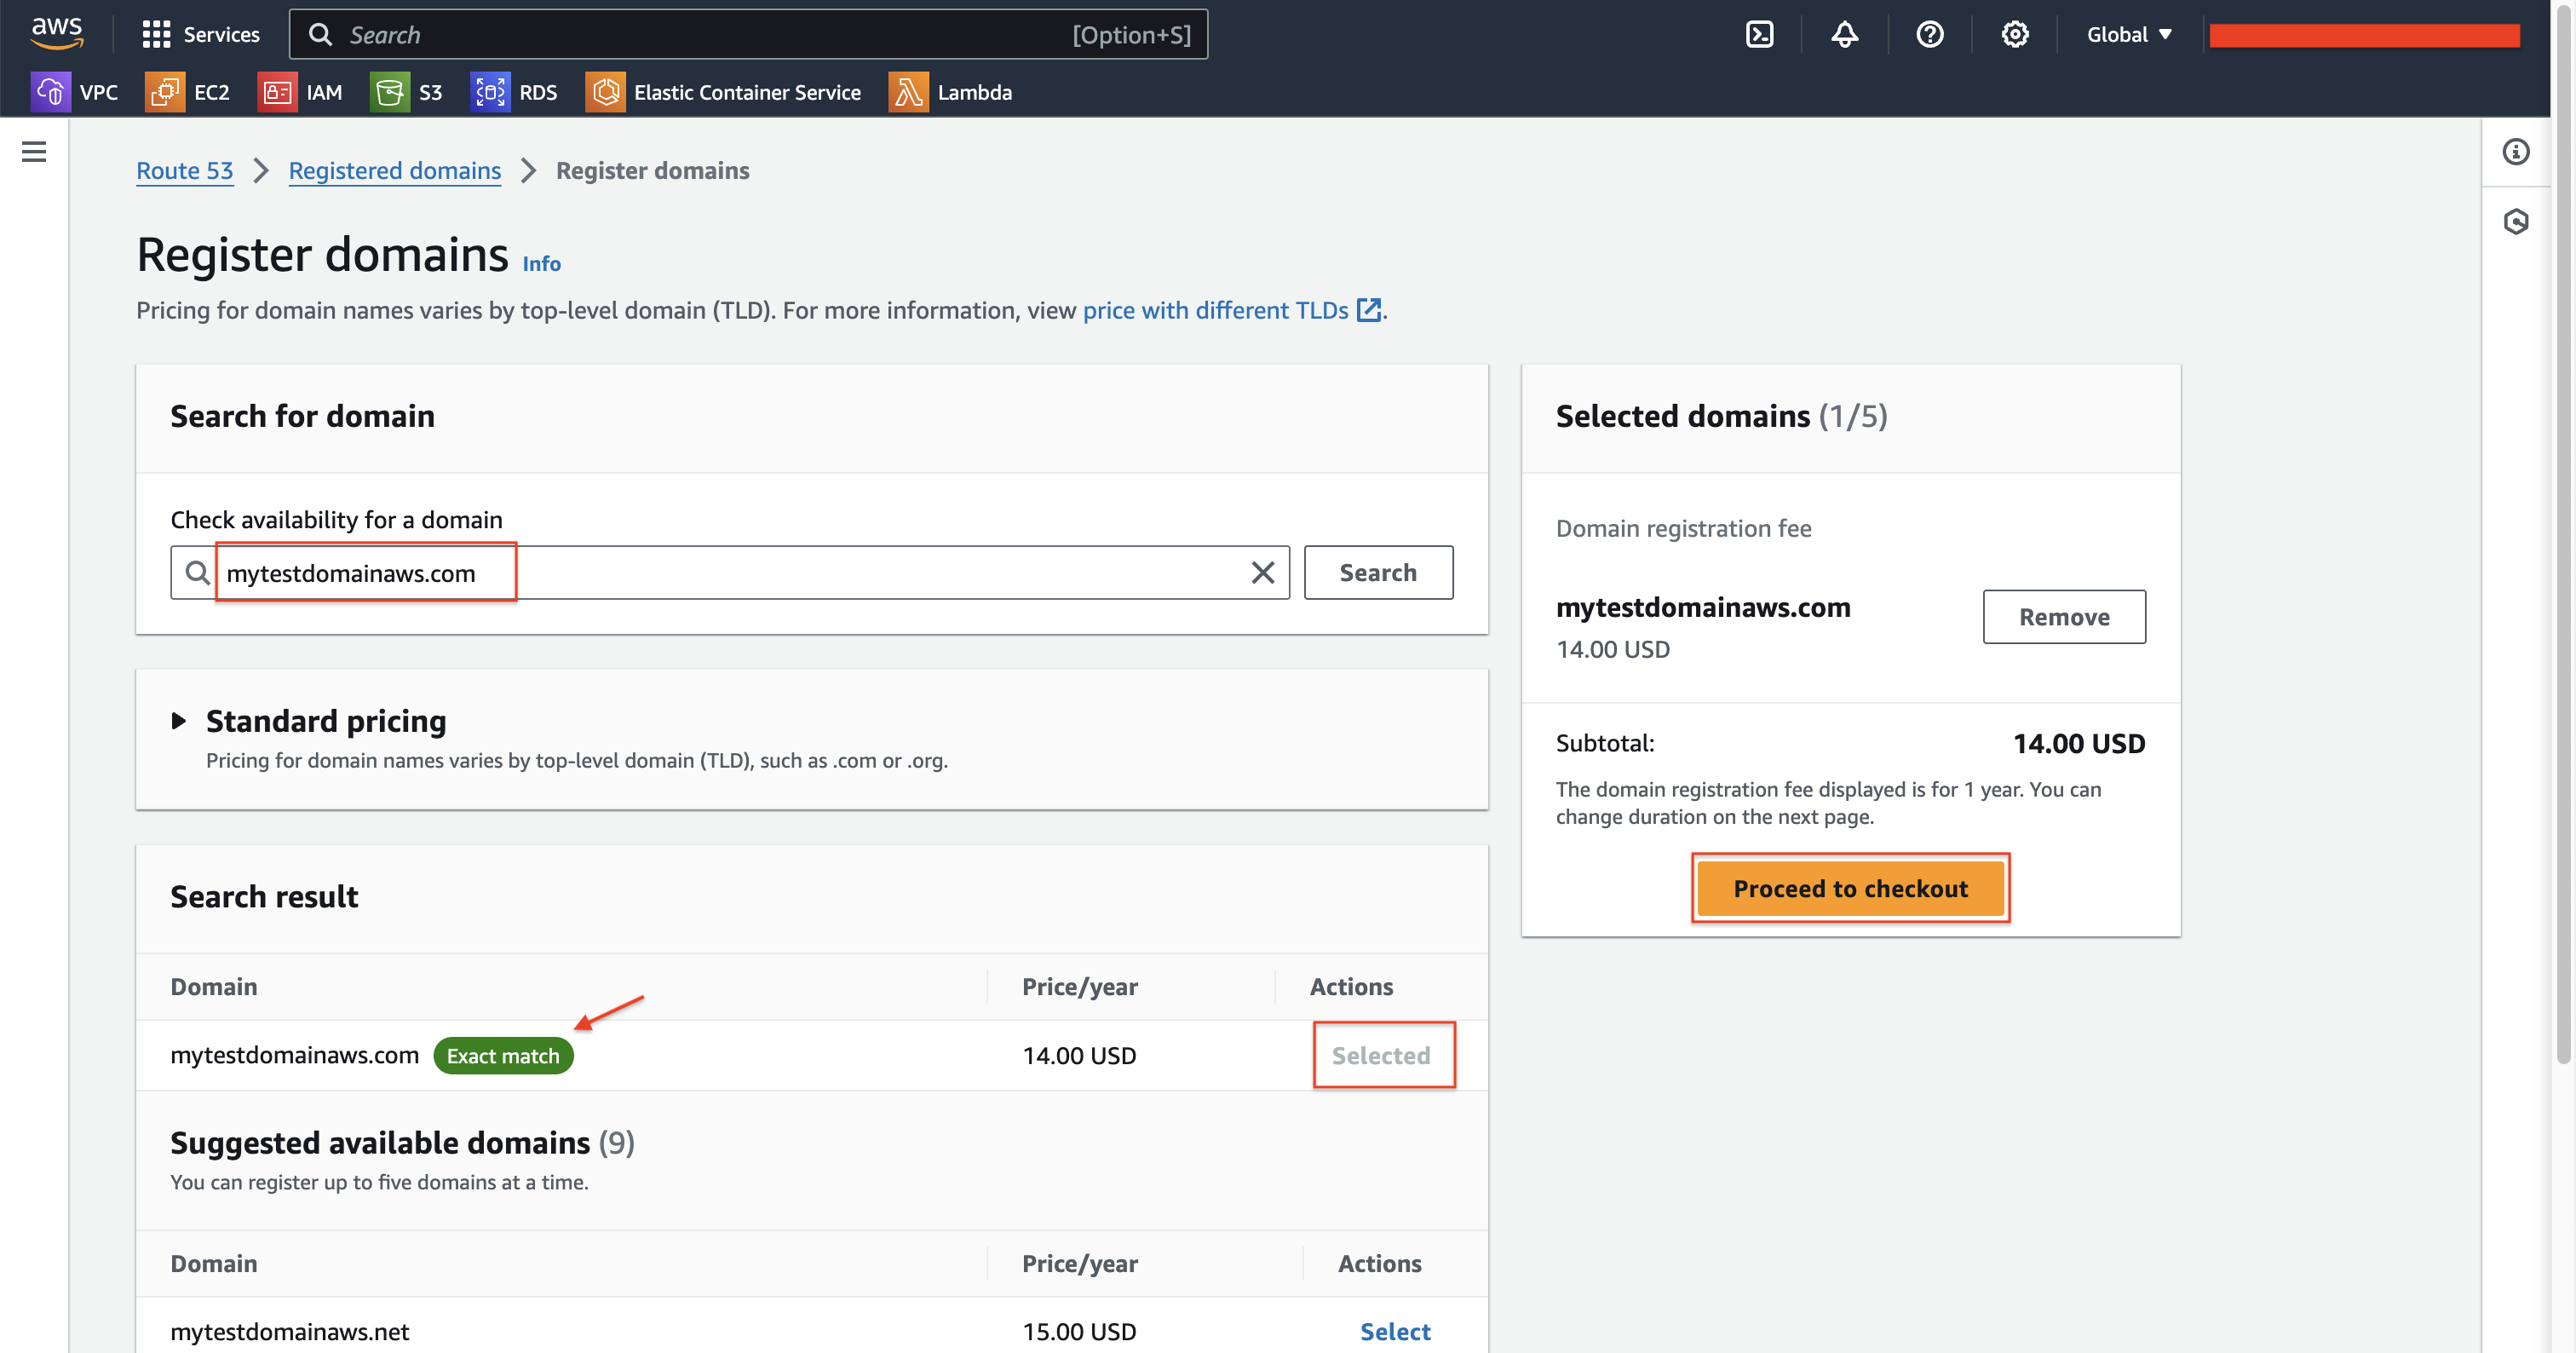 aws
Services
Search
[Option+S]
Global
VPC
EC2
IAM
S3
RDS
Elastic Container Service
Lambda
Route 53
Registered domains
Register domains
Register domains Info
Pricing for domain names varies by top-level domain (TLD). For more information, view price with different TLDs.
Search for domain
Check availability for a domain
mytestdomainaws.com
Search
Standard pricing
Pricing for domain names varies by top-level domain (TLD), such as .com or .org.
Search result
Domain Price/year Actions
mytestdomainaws.com Exact match 14.00 USD Selected
Suggested available domains (9)
You can register up to five domains at a time.
Domain Price/year Actions
mytestdomainaws.net 15.00 USD Select
Selected domains (1/5)
Domain registration fee
mytestdomainaws.com
14.00 USD
Remove
Subtotal: 14.00 USD
The domain registration fee displayed is for 1 year. You can
change duration on the next page.
Proceed to checkout